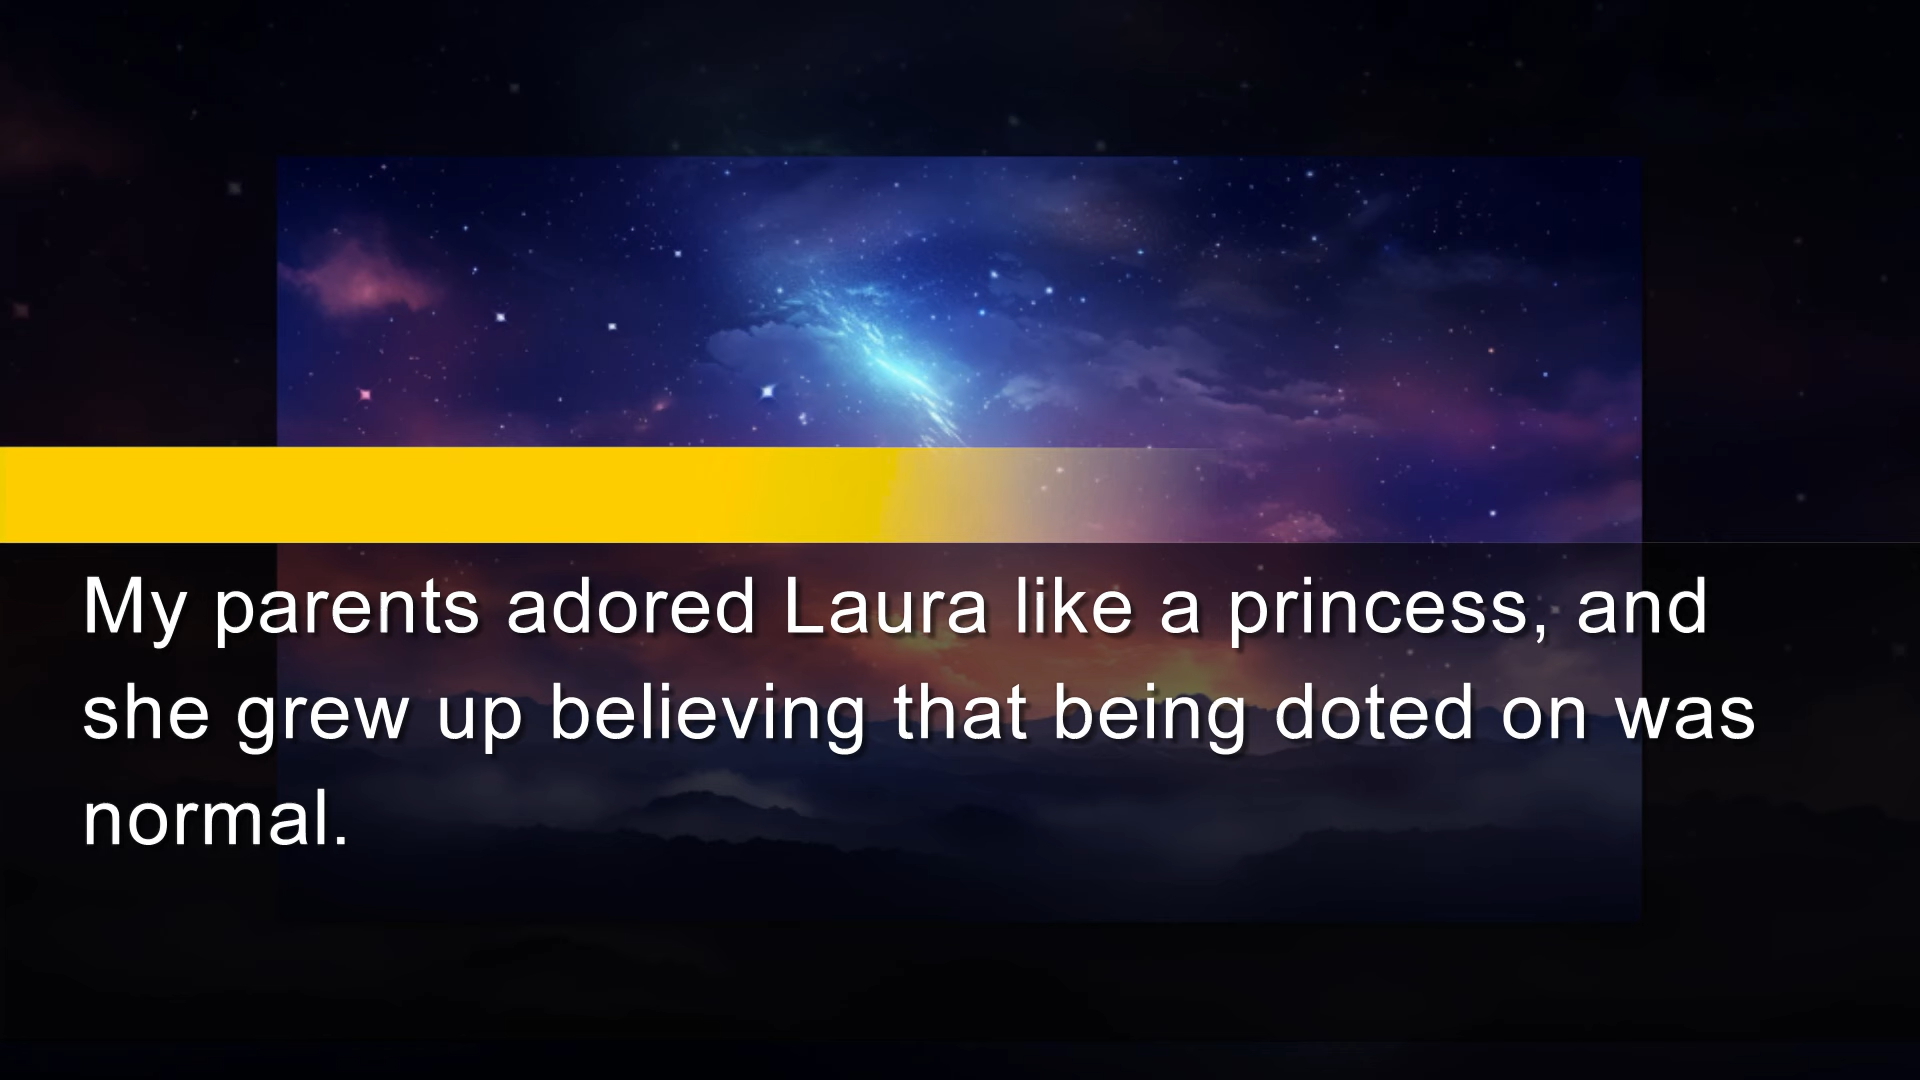 My parents adored Laura like a princess, and
she grew up believing that being doted on was
normal.